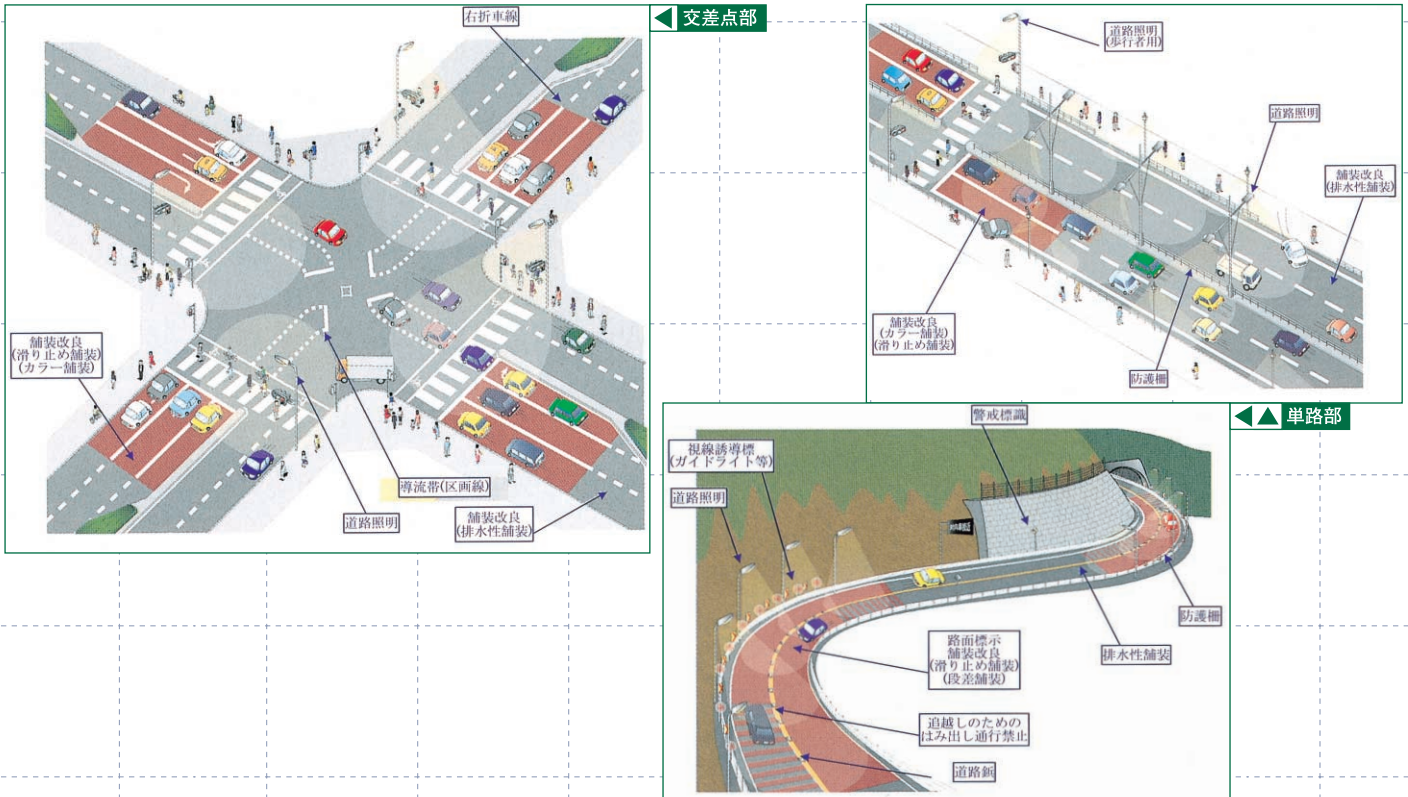 交差点部
右折車線
舗装改良
(滑り止め舗装)
(カラー舗装)
導流帯(区画線)
道路照明
舗装改良
(排水性舗装)
道路照明
(歩行者用)
道路照明
舗装改良
(排水性舗装)
舗装改良
(カラー舗装)
(滑り止め舗装)
防護柵
単路部
警戒標識
視線誘導標
(ガイドライト等)
道路照明
防護柵
排水性舗装
路面標示
舗装改良
(滑り止め舗装)
(段差舗装)
追越しのための
はみ出し通行禁止
道路鋲